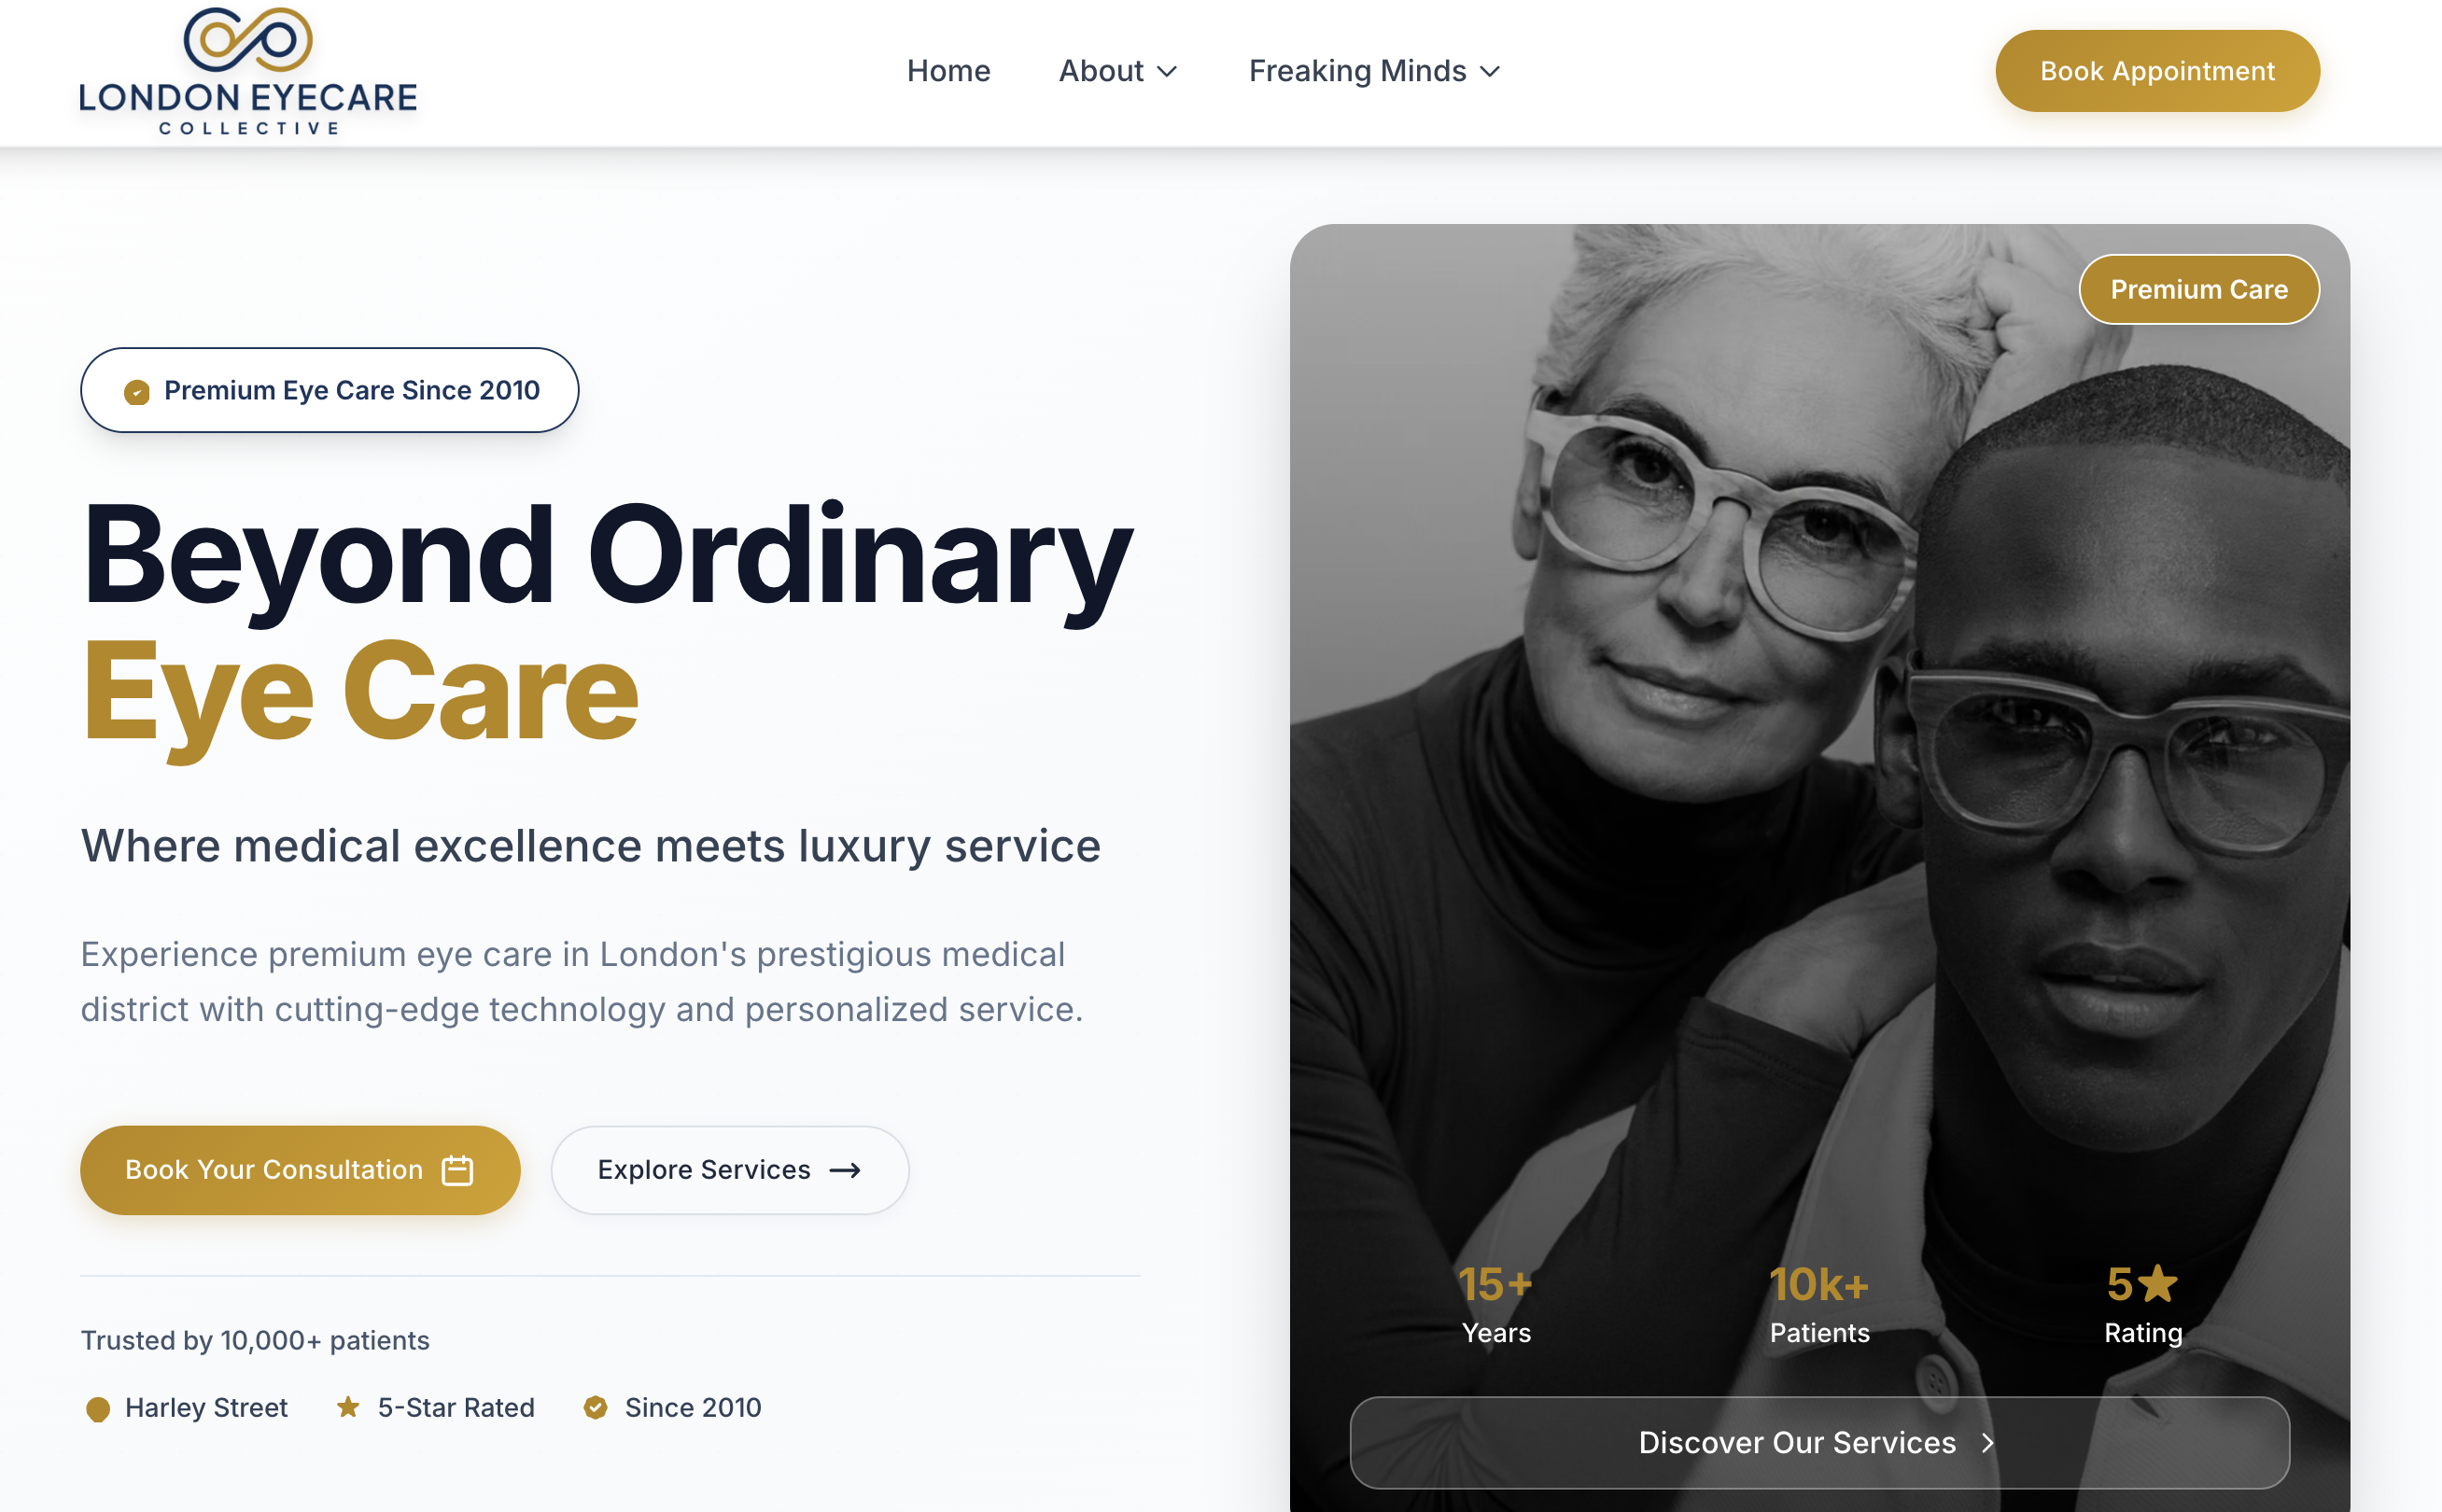 LONDON EYECARE
COLLECTIVE
Home
About
Freaking Minds
Book Appointment
Premium Eye Care Since 2010
Beyond Ordinary
Eye Care
Where medical excellence meets luxury service
Experience premium eye care in London's prestigious medical
district with cutting-edge technology and personalized service.
Book Your Consultation
Explore Services
Trusted by 10,000+ patients
Harley Street
5-Star Rated
Since 2010
Premium Care
15+
Years
10k+
Patients
5★
Rating
Discover Our Services